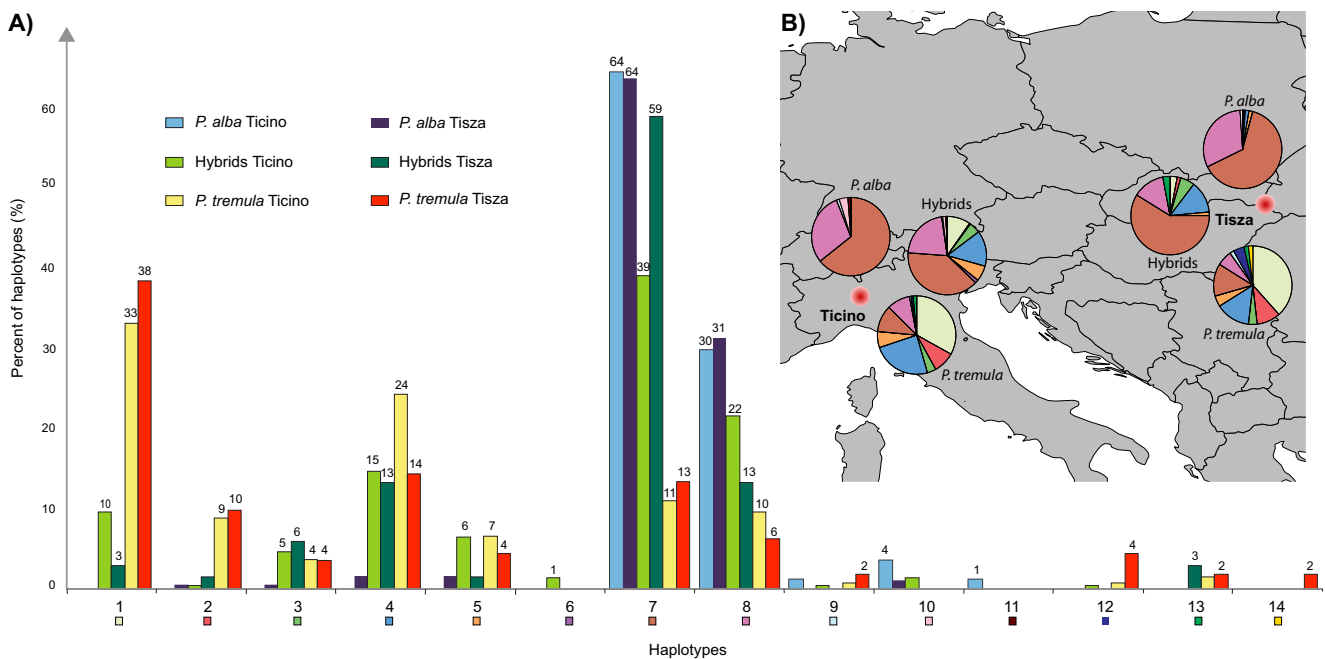 A)
Percent of haplotypes (%)
60
50
40
30
20
10
0
P. alba Ticino
P. alba Tisza
Hybrids Ticino
Hybrids Tisza
P. tremula Ticino
P. tremula Tisza
10 3 33 38
9 10
5 6 4 4
15 13 24 14
6 7 4
1
64 64 39 59 11 13
30 31 22 13 10 6
2
4
1
4
3 2
2
1 2 3 4 5 6 7 8 9 10 11 12 13 14
Haplotypes
B)
P. alba
P. alba
Hybrids
Tisza
Hybrids
Ticino
P. tremula
P. tremula